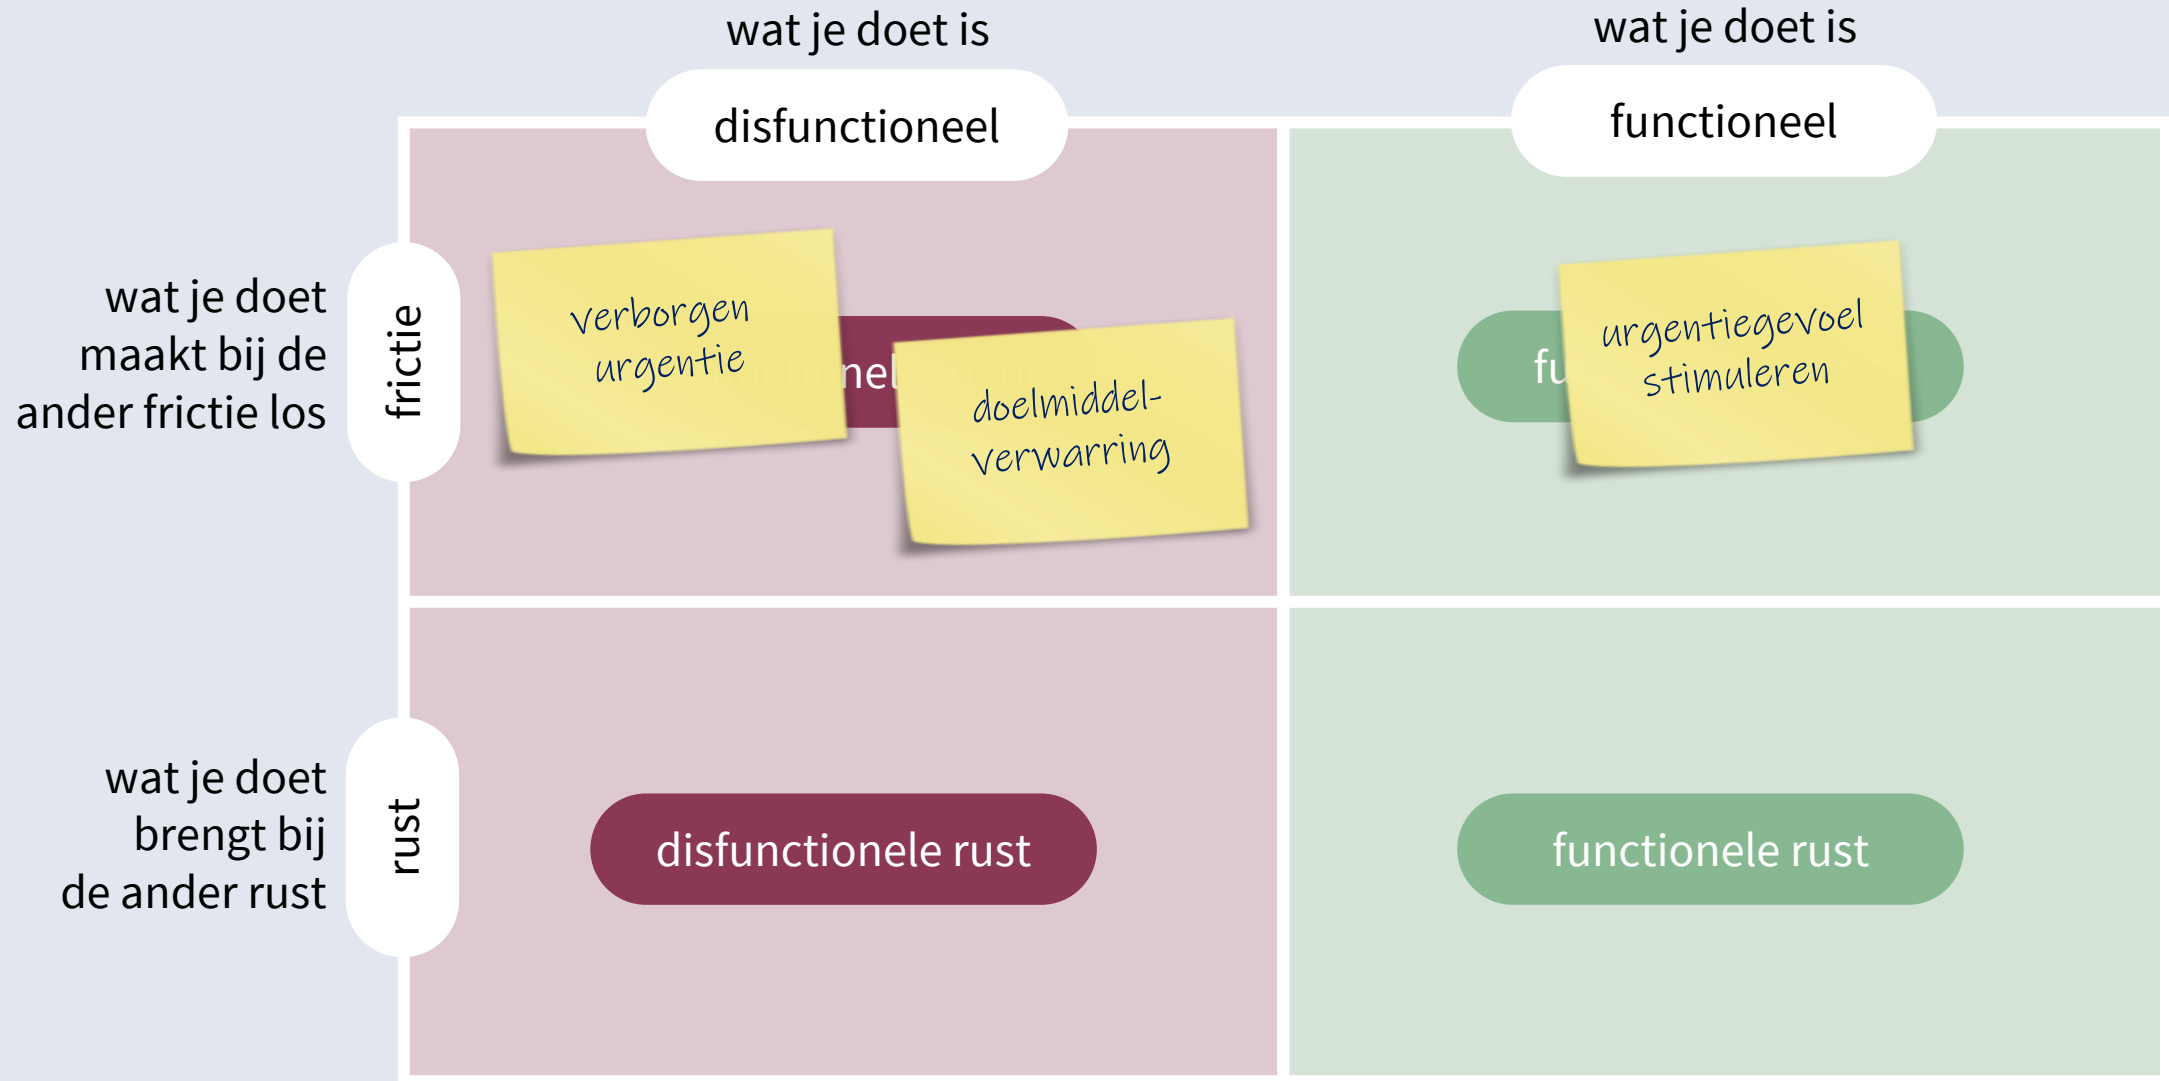 wat je doet is
disfunctioneel
wat je doet is
functioneel
wat je doet
maakt bij de
ander frictie los
frictie
verborgen
urgentie
doelmiddel-
verwarring
urgentiegevoel
stimuleren
wat je doet
brengt bij
de ander rust
rust
disfunctionele rust
functionele rust